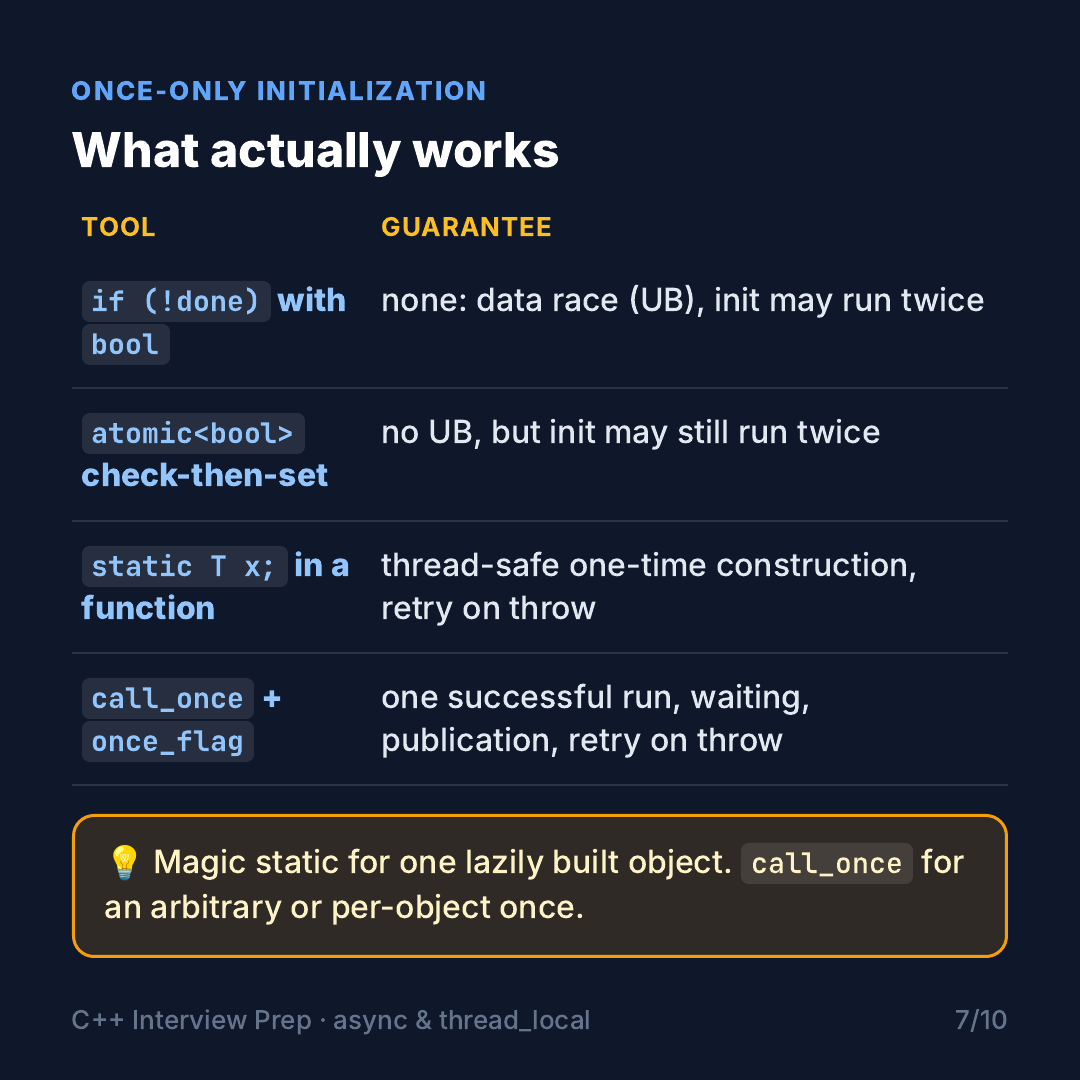 ONCE-ONLY INITIALIZATION
What actually works
TOOL GUARANTEE
if (!done) with none: data race (UB), init may run twice
bool
atomic<bool> no UB, but init may still run twice
check-then-set
static T x; in a thread-safe one-time construction,
function retry on throw
call_once + one successful run, waiting,
once_flag publication, retry on throw
💡 Magic static for one lazily built object. call_once for
an arbitrary or per-object once.
C++ Interview Prep · async & thread_local 7/10